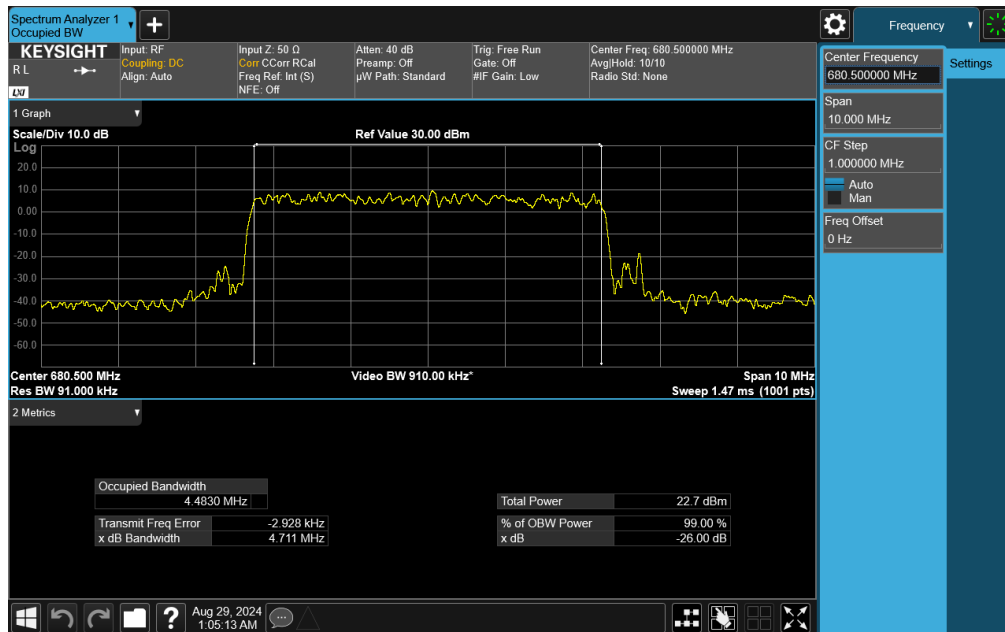 Spectrum Analyzer 1
Occupied BW
Frequency
KEYSIGHT
R L
LXI
Input: RF
Coupling: DC
Align: Auto
Input Z: 50 Ω
Corr CCorr RCal
Freq Ref: Int (S)
NFE: Off
Atten: 40 dB
Preamp: Off
µW Path: Standard
Trig: Free Run
Gate: Off
#IF Gain: Low
Center Freq: 680.500000 MHz
Avg|Hold: 10/10
Radio Std: None
Center Frequency
680.500000 MHz
Settings
Span
10.000 MHz
CF Step
1.000000 MHz
Auto
Man
Freq Offset
0 Hz
1 Graph
Scale/Div 10.0 dB
Ref Value 30.00 dBm
Log
20.0
10.0
0.00
-10.0
-20.0
-30.0
-40.0
-50.0
-60.0
Center 680.500 MHz
Video BW 910.00 kHz*
Span 10 MHz
Res BW 91.000 kHz
Sweep 1.47 ms (1001 pts)
2 Metrics
Occupied Bandwidth
4.4830 MHz
Total Power 22.7 dBm
Transmit Freq Error -2.928 kHz
% of OBW Power 99.00 %
x dB Bandwidth 4.711 MHz
x dB -26.00 dB
Aug 29, 2024
1:05:13 AM